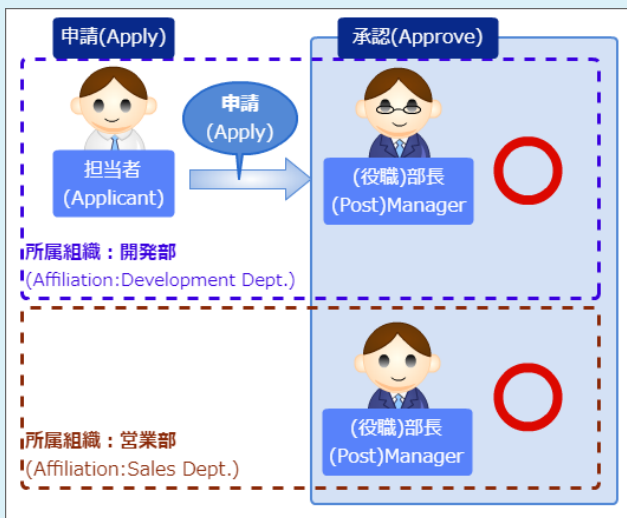 申請(Apply)
承認(Approve)
申請
(Apply)
担当者
(Applicant)
(役職)部長
(Post)Manager
所属組織：開発部
(Affiliation:Development Dept.)
(役職)部長
(Post)Manager
所属組織：営業部
(Affiliation:Sales Dept.)